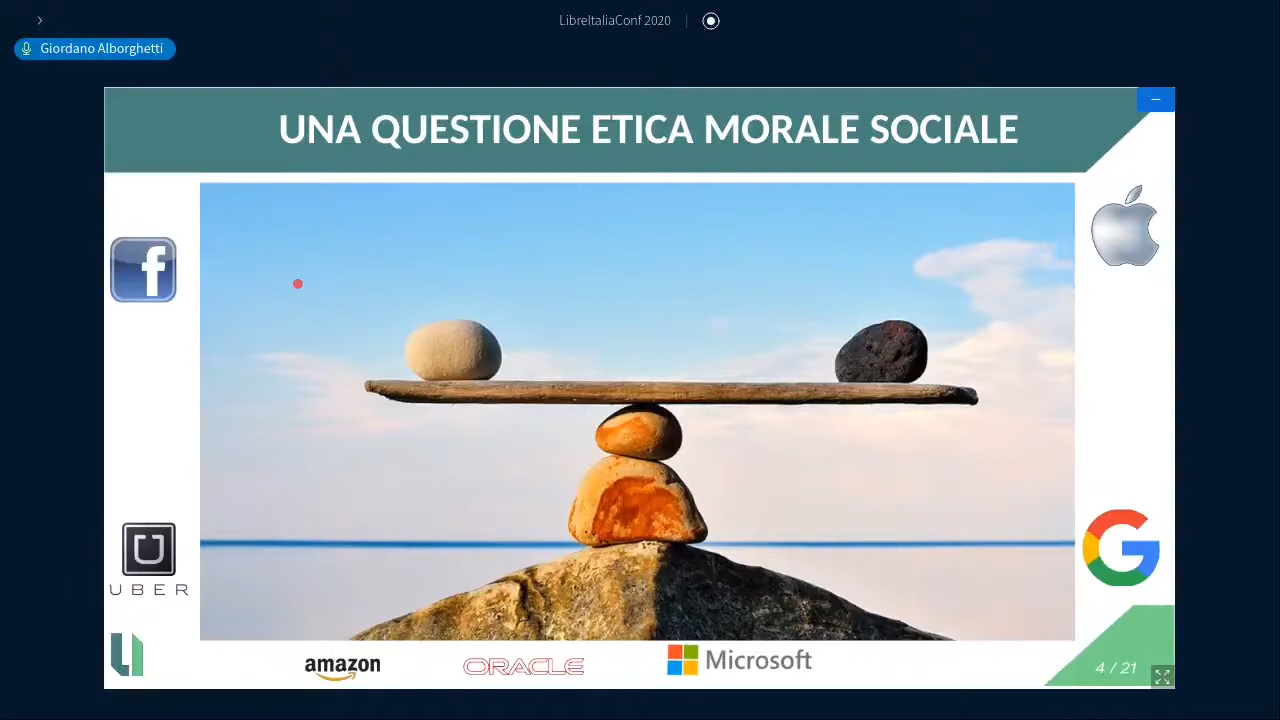 LibreItaliaConf 2020
Giordano Alborghetti
UNA QUESTIONE ETICA MORALE SOCIALE
f
U
UBER
G
amazon
ORACLE
Microsoft
4 / 21